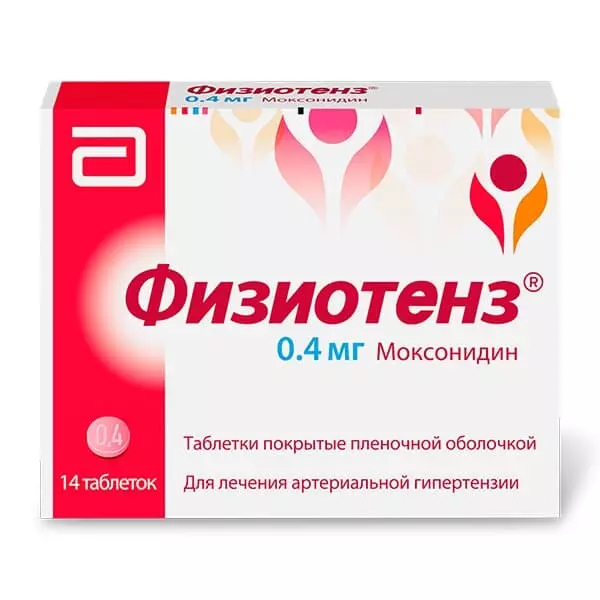 Физиотенз®
0.4 мг Моксонидин
Физиотенз®
0.4 мг Моксонидин
0,4
Таблетки покрытые пленочной оболочкой
14 таблеток
Для лечения артериальной гипертензии